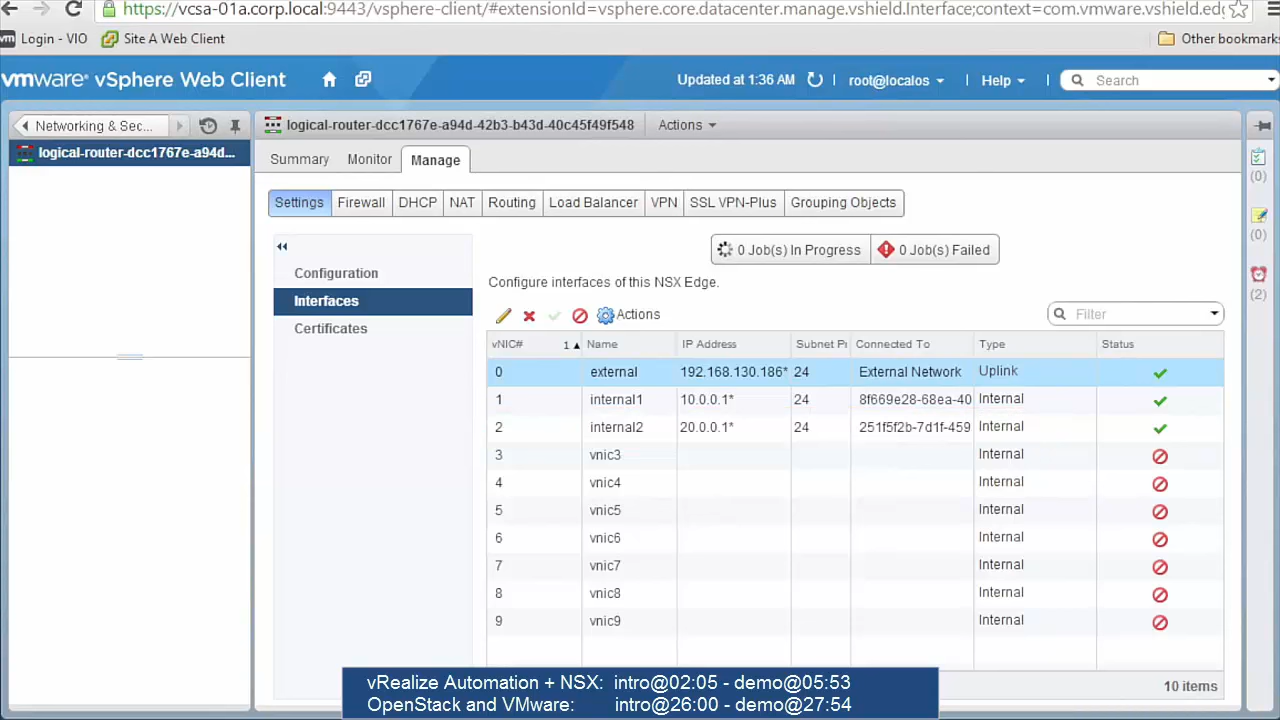 https://vcsa-01a.corp.local:9443/vsphere-client/#extensionId=vsphere.core.datacenter.manage.vshield.Interface;context=com.vmware.vshield.edg
Login - VIO Site A Web Client Other bookmarks
vmware® vSphere Web Client Updated at 1:36 AM root@localos Help Search
Networking & Sec... logical-router-dcc1767e-a94d-42b3-b43d-40c45f49f548 Actions
logical-router-dcc1767e-a94d...
Summary Monitor Manage
(0)
Settings Firewall DHCP NAT Routing Load Balancer VPN SSL VPN-Plus Grouping Objects
(0)
0 Job(s) In Progress 0 Job(s) Failed
Configuration
Interfaces
Certificates
Configure interfaces of this NSX Edge.
(2)
Actions Filter
vNIC# 1 Name IP Address Subnet Pr Connected To Type Status
0 external 192.168.130.186* 24 External Network Uplink
1 internal1 10.0.0.1* 24 8f669e28-68ea-40 Internal
2 internal2 20.0.0.1* 24 251f5f2b-7d1f-459 Internal
3 vnic3 Internal
4 vnic4 Internal
5 vnic5 Internal
6 vnic6 Internal
7 vnic7 Internal
8 vnic8 Internal
9 vnic9 Internal
10 items
vRealize Automation + NSX: intro@02:05 - demo@05:53
OpenStack and VMware: intro@26:00 - demo@27:54